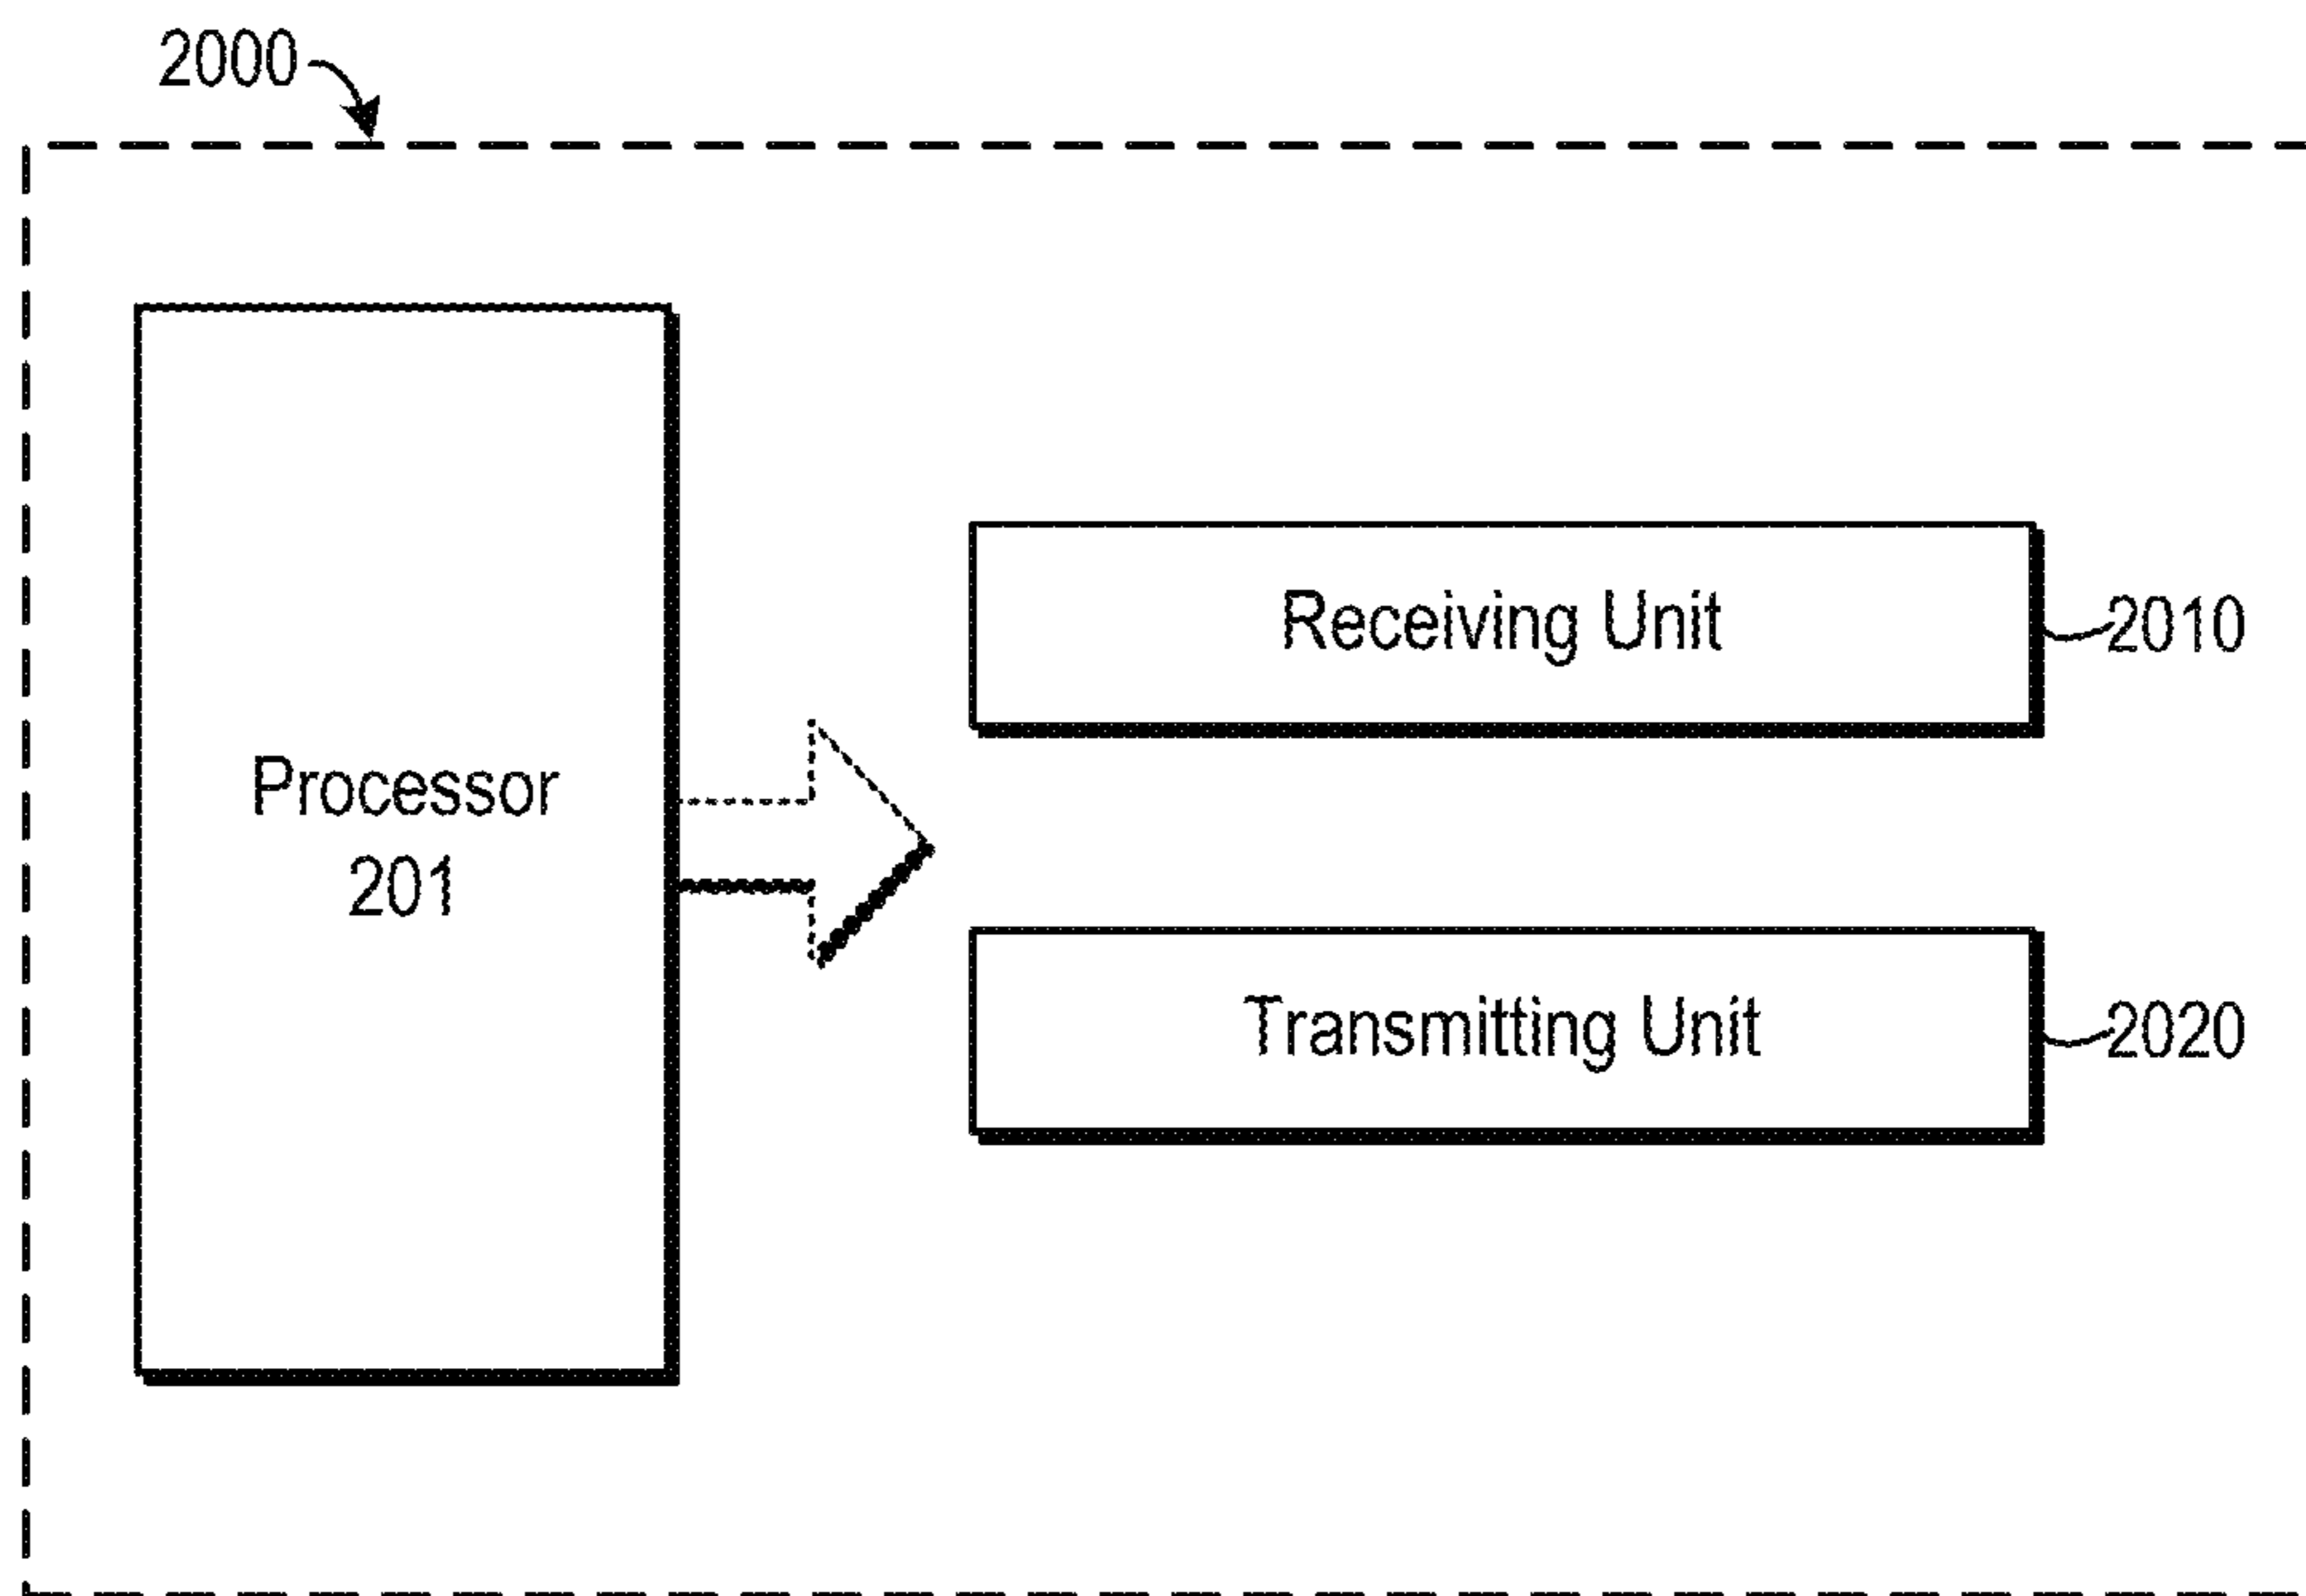 2000
Receiving Unit
2010
Processor
201
Transmitting Unit
2020